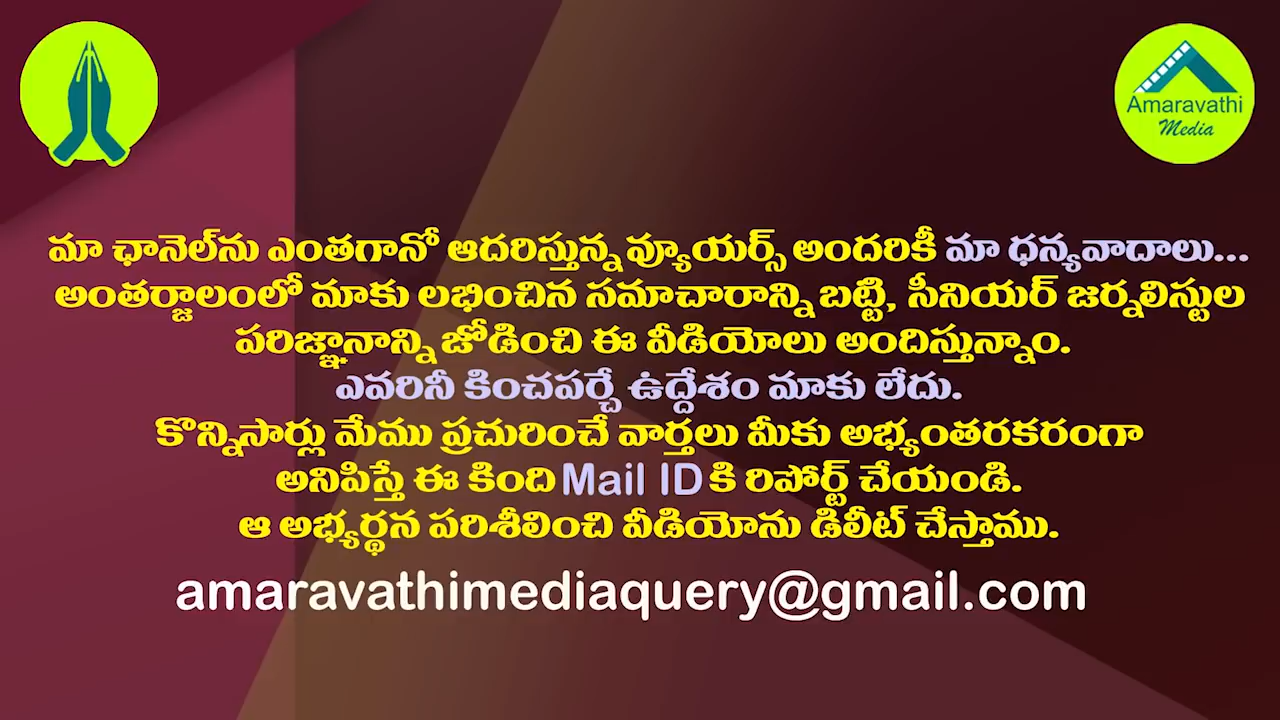 Amaravathi
Media
మా ఛానెల్‌ను ఎంతగానో ఆదరిస్తున్న వ్యూయర్స్ అందరికీ మా ధన్యవాదాలు...
అంతర్జాలంలో మాకు లభించిన సమాచారాన్ని బట్టి, సీనియర్ జర్నలిస్టుల
పరిజ్ఞానాన్ని జోడించి ఈ వీడియోలు అందిస్తున్నాం.
ఎవరినీ కించపర్చే ఉద్దేశం మాకు లేదు.
కొన్నిసార్లు మేము ప్రచురించే వార్తలు మీకు అభ్యంతరకరంగా
అనిపిస్తే ఈ కింది Mail ID కి రిపోర్ట్ చేయండి.
ఆ అభ్యర్థన పరిశీలించి వీడియోను డిలీట్ చేస్తాము.
amaravathimediaquery@gmail.com